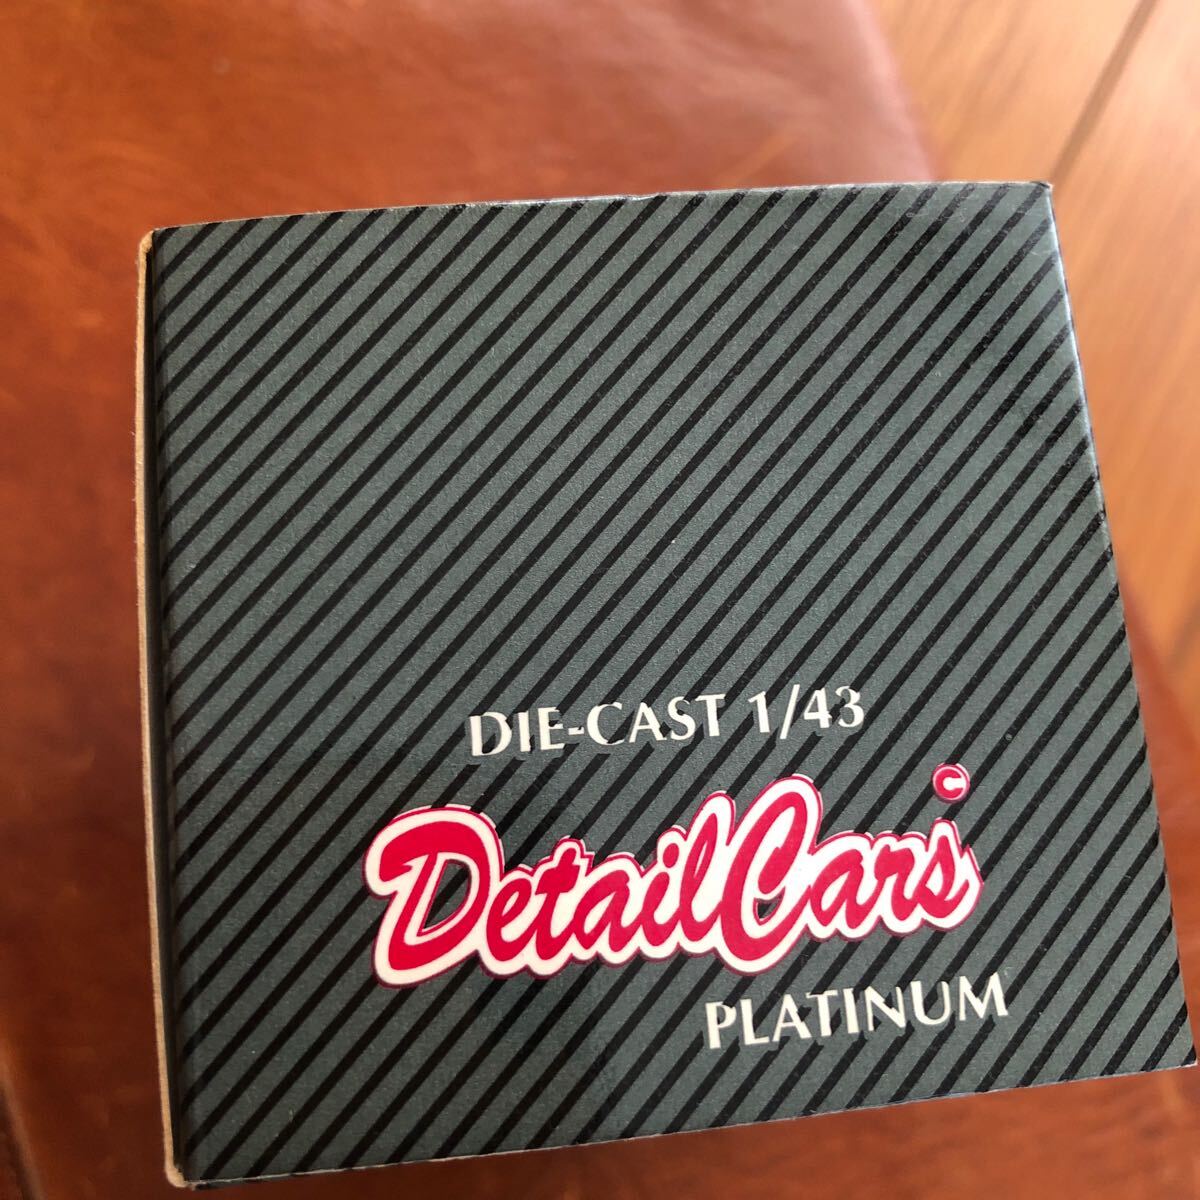 DIE-CAST 1/43
DetailCars ©
PLATINUM